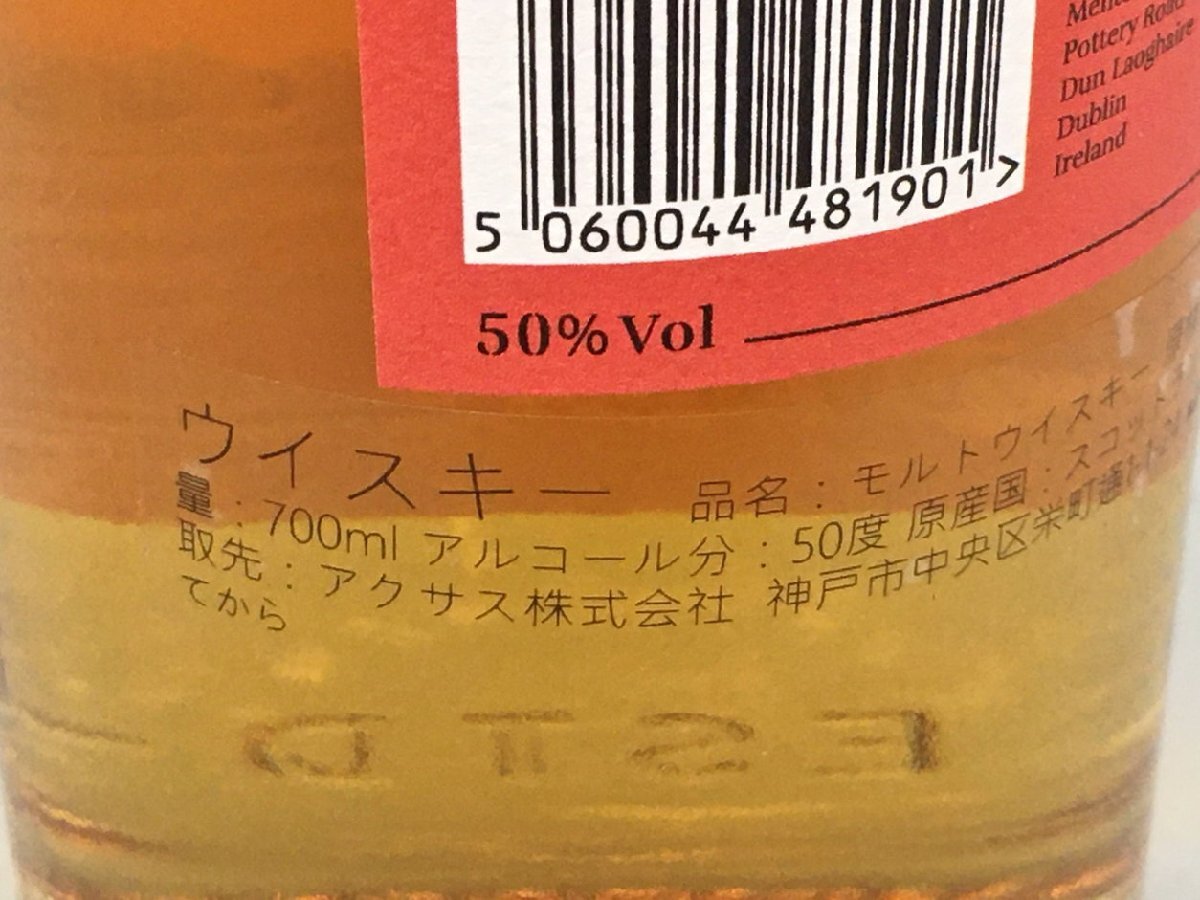 Pottery Road
Dun Laoghaire
Dublin
Ireland
5 060044 481901 >
50% Vol
ウイスキー 品名:モルトウイスキー
量:700ml アルコール分:50度 原産国:スコット
取先:アクサス株式会社 神戸市中央区栄町通
てから
ESTD